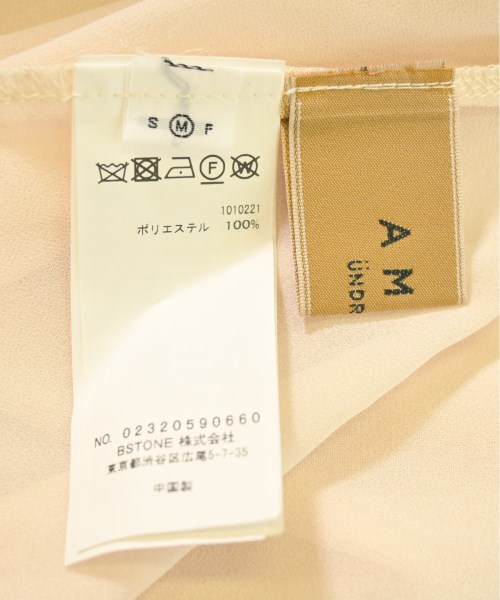 S M F
1010221
ポリエステル 100%
NO. 02320590660
BSTONE 株式会社
東京都渋谷区広尾5-7-35
中国製
AM
ÜNDR